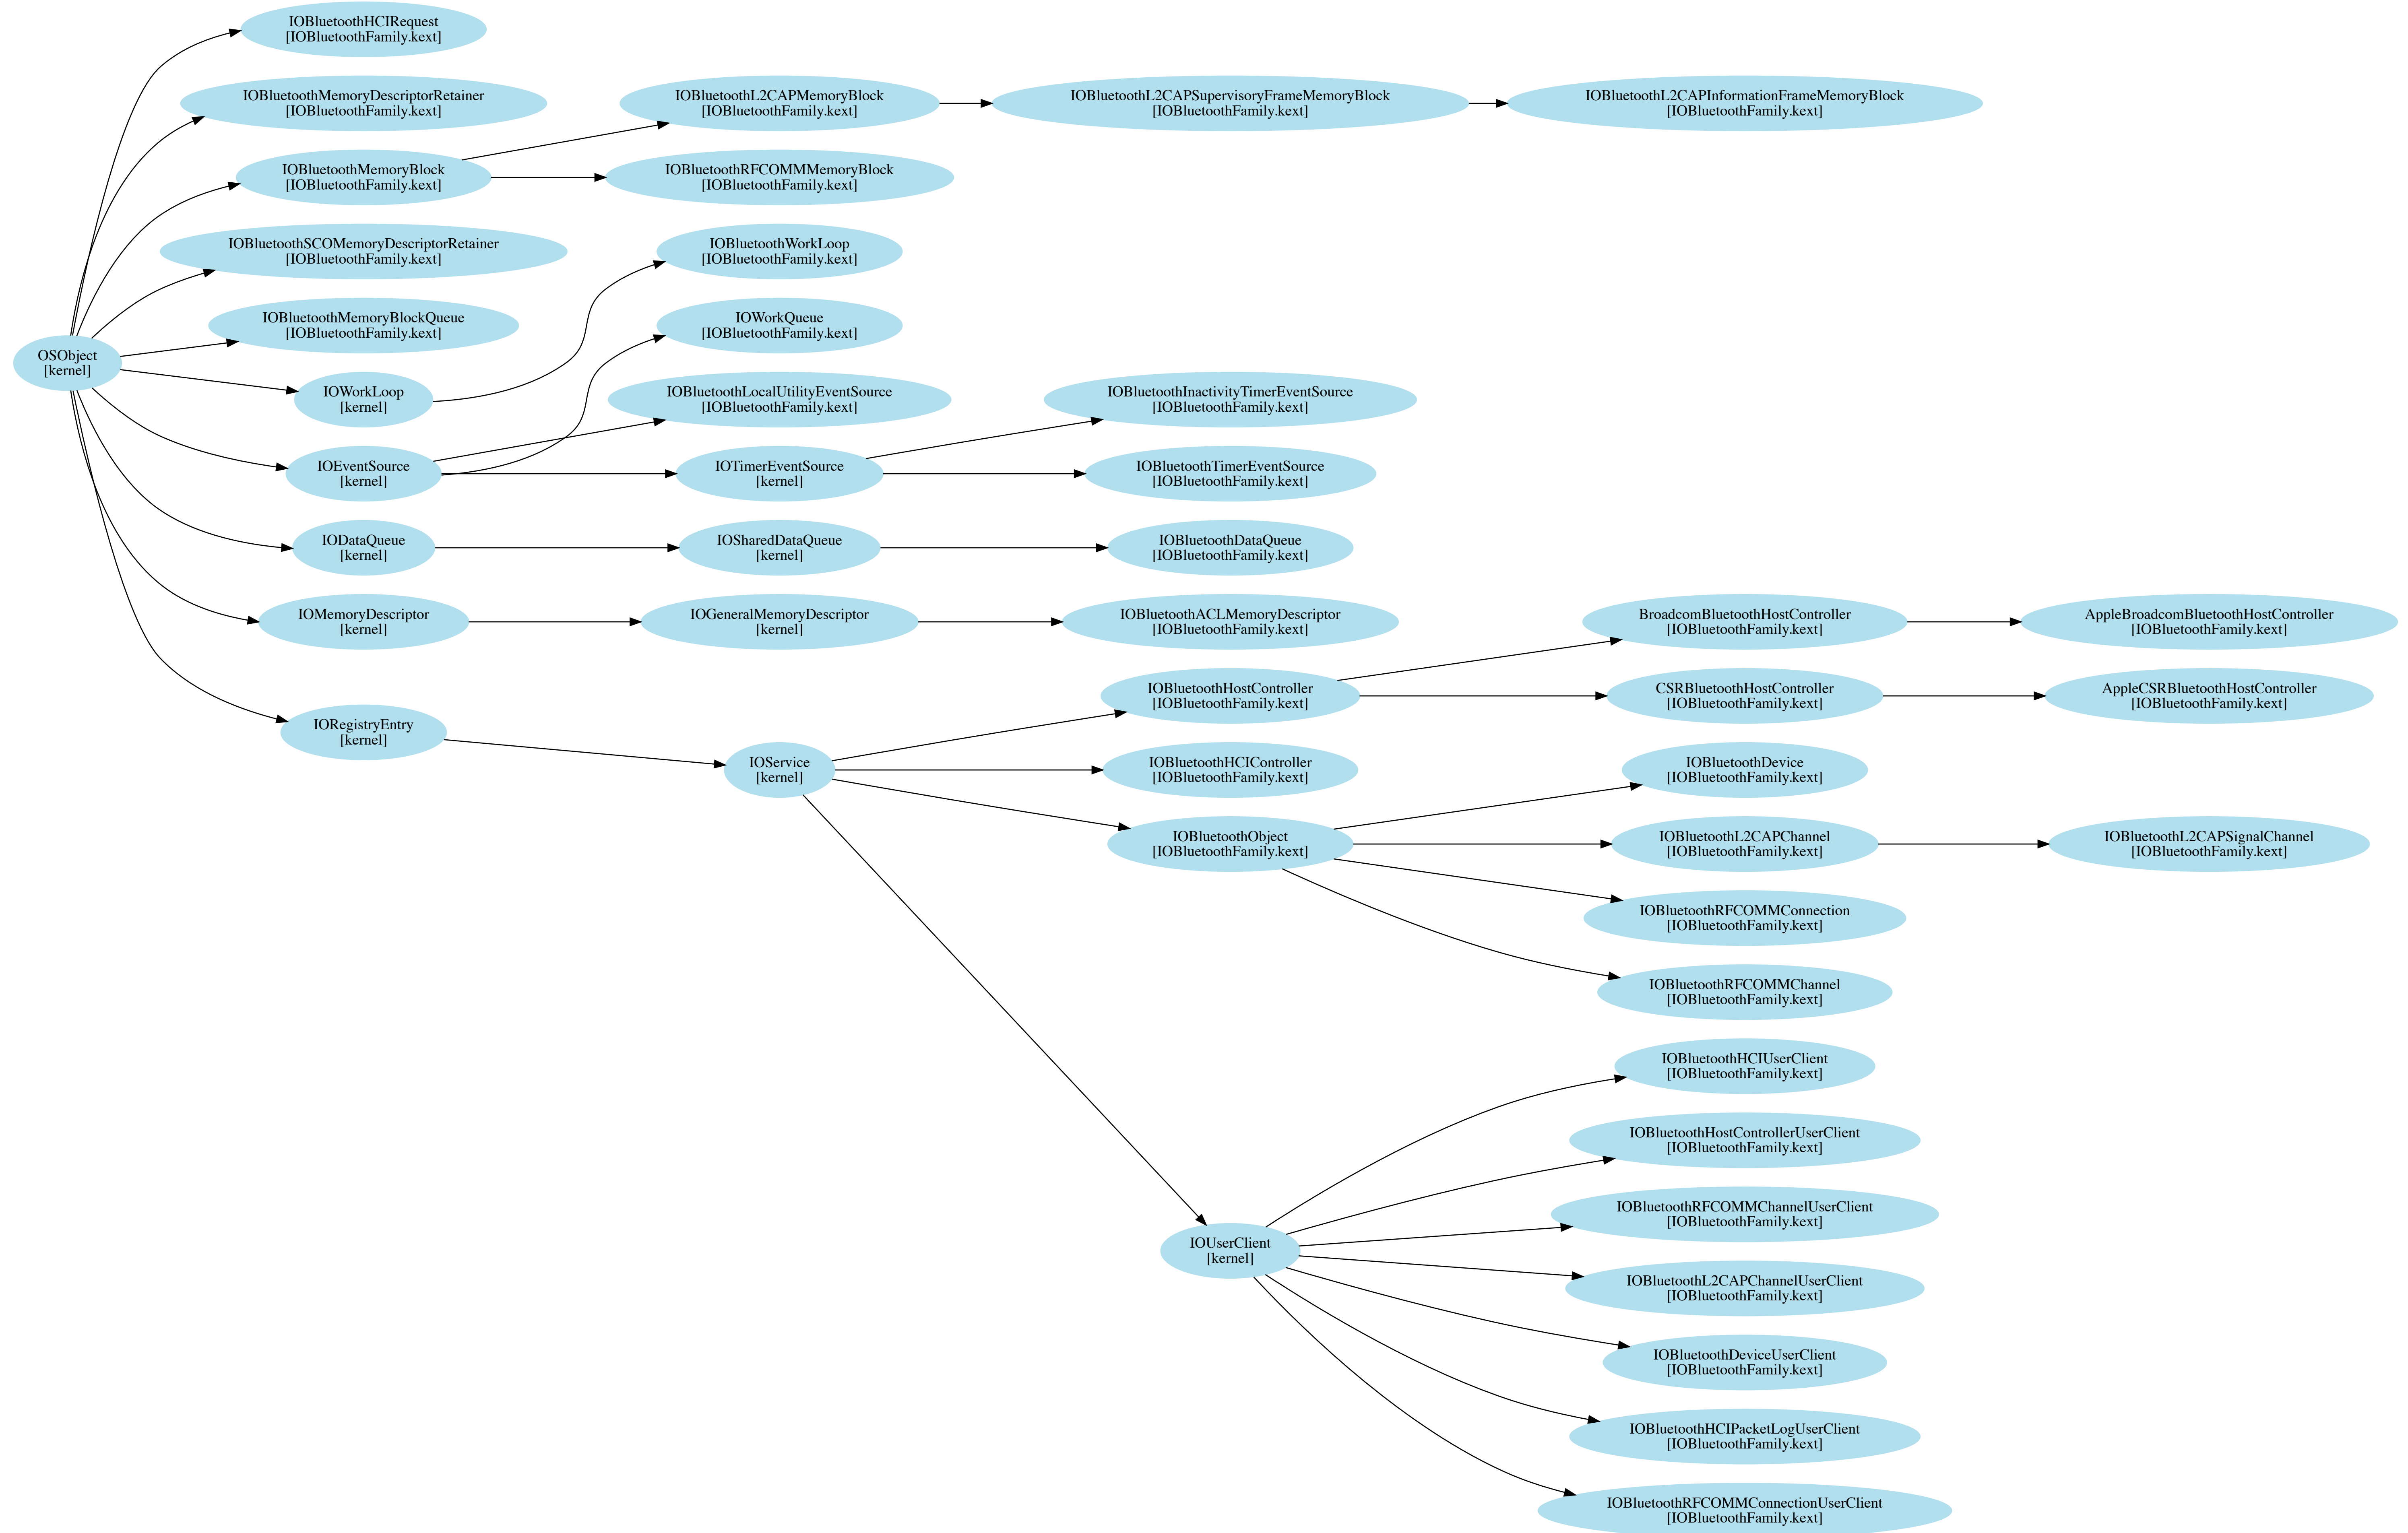 IOBluetoothHCIRequest
[IOBluetoothFamily.kext]
IOBluetoothMemoryDescriptorRetainer
[IOBluetoothFamily.kext]
IOBluetoothL2CAPMemoryBlock
[IOBluetoothFamily.kext]
IOBluetoothL2CAPSupervisoryFrameMemoryBlock
[IOBluetoothFamily.kext]
IOBluetoothL2CAPInformationFrameMemoryBlock
[IOBluetoothFamily.kext]
IOBluetoothMemoryBlock
[IOBluetoothFamily.kext]
IOBluetoothRFCOMMMemoryBlock
[IOBluetoothFamily.kext]
IOBluetoothSCOMemoryDescriptorRetainer
[IOBluetoothFamily.kext]
IOBluetoothWorkLoop
[IOBluetoothFamily.kext]
IOBluetoothMemoryBlockQueue
[IOBluetoothFamily.kext]
IOWorkQueue
[IOBluetoothFamily.kext]
OSObject
[kernel]
IOWorkLoop
[kernel]
IOBluetoothLocalUtilityEventSource
[IOBluetoothFamily.kext]
IOBluetoothInactivityTimerEventSource
[IOBluetoothFamily.kext]
IOEventSource
[kernel]
IOTimerEventSource
[kernel]
IOBluetoothTimerEventSource
[IOBluetoothFamily.kext]
IODataQueue
[kernel]
IOSharedDataQueue
[kernel]
IOBluetoothDataQueue
[IOBluetoothFamily.kext]
IOMemoryDescriptor
[kernel]
IOGeneralMemoryDescriptor
[kernel]
IOBluetoothACLMemoryDescriptor
[IOBluetoothFamily.kext]
BroadcomBluetoothHostController
[IOBluetoothFamily.kext]
AppleBroadcomBluetoothHostController
[IOBluetoothFamily.kext]
IOBluetoothHostController
[IOBluetoothFamily.kext]
CSRBluetoothHostController
[IOBluetoothFamily.kext]
AppleCSRBluetoothHostController
[IOBluetoothFamily.kext]
IORegistryEntry
[kernel]
IOService
[kernel]
IOBluetoothHCIController
[IOBluetoothFamily.kext]
IOBluetoothDevice
[IOBluetoothFamily.kext]
IOBluetoothObject
[IOBluetoothFamily.kext]
IOBluetoothL2CAPChannel
[IOBluetoothFamily.kext]
IOBluetoothL2CAPSignalChannel
[IOBluetoothFamily.kext]
IOBluetoothRFCOMMConnection
[IOBluetoothFamily.kext]
IOBluetoothRFCOMMChannel
[IOBluetoothFamily.kext]
IOBluetoothHCIUserClient
[IOBluetoothFamily.kext]
IOBluetoothHostControllerUserClient
[IOBluetoothFamily.kext]
IOBluetoothRFCOMMChannelUserClient
[IOBluetoothFamily.kext]
IOUserClient
[kernel]
IOBluetoothL2CAPChannelUserClient
[IOBluetoothFamily.kext]
IOBluetoothDeviceUserClient
[IOBluetoothFamily.kext]
IOBluetoothHCIPacketLogUserClient
[IOBluetoothFamily.kext]
IOBluetoothRFCOMMConnectionUserClient
[IOBluetoothFamily.kext]